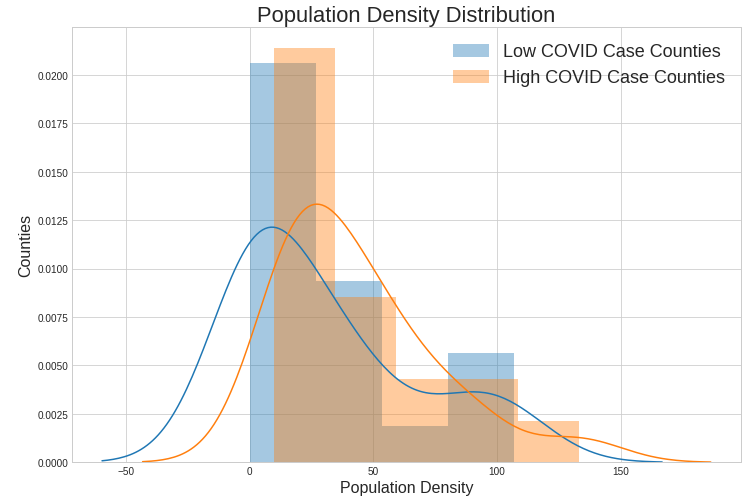 Population Density Distribution
Low COVID Case Counties
High COVID Case Counties
0.0200
0.0175
0.0150
0.0125
0.0100
0.0075
0.0050
0.0025
0.0000
Counties
−50
0
50
100
150
Population Density